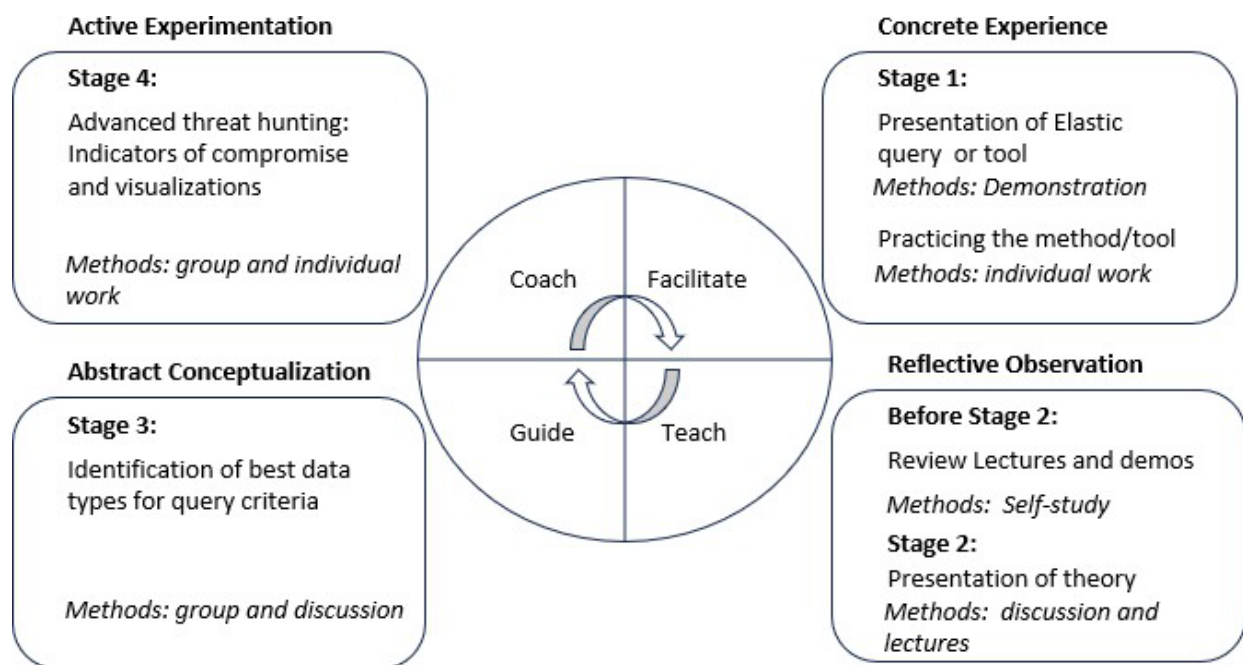 Active Experimentation
Stage 4:
Advanced threat hunting:
Indicators of compromise
and visualizations
Methods: group and individual
work
Concrete Experience
Stage 1:
Presentation of Elastic
query or tool
Methods: Demonstration
Practicing the method/tool
Methods: individual work
Coach
Facilitate
Guide
Teach
Abstract Conceptualization
Stage 3:
Identification of best data
types for query criteria
Methods: group and discussion
Reflective Observation
Before Stage 2:
Review Lectures and demos
Methods: Self-study
Stage 2:
Presentation of theory
Methods: discussion and
lectures